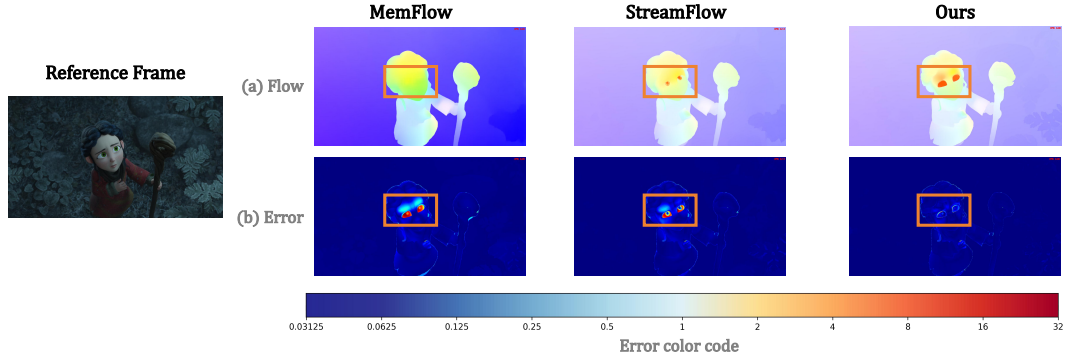 MemFlow StreamFlow Ours
Reference Frame
(a) Flow
(b) Error
0.03125 0.0625 0.125 0.25 0.5 1 2 4 8 16 32
Error color code